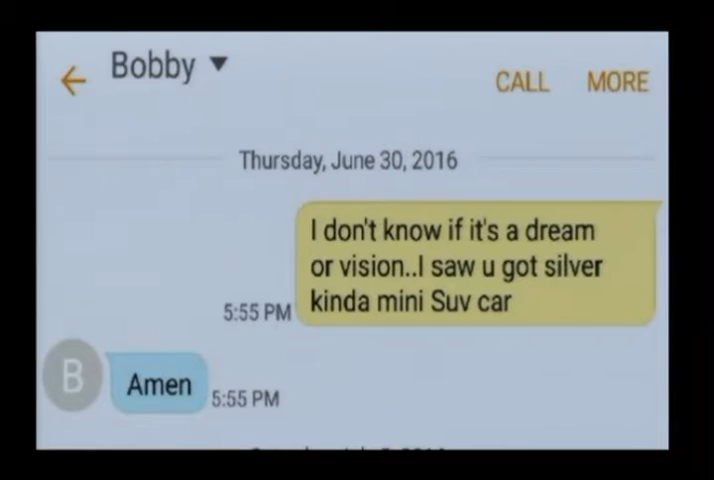 Bobby
CALL MORE
Thursday, June 30, 2016
I don't know if it's a dream
or vision..I saw u got silver
kinda mini Suv car
5:55 PM
B
Amen
5:55 PM